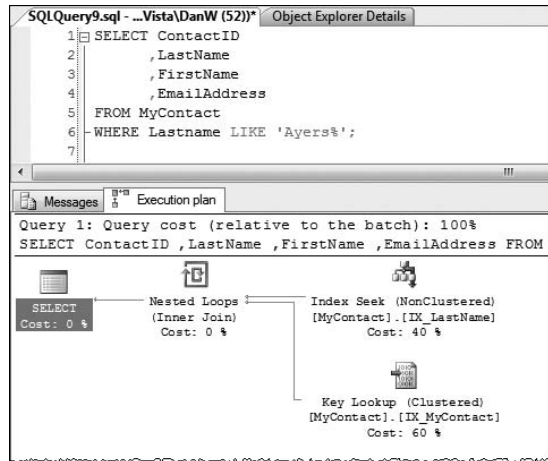 SQLQuery9.sql - ...Vista\DanW (52))* Object Explorer Details
1 SELECT ContactID
2 ,LastName
3 ,FirstName
4 ,EmailAddress
5 FROM MyContact
6 WHERE Lastname LIKE 'Ayers%';
7
Messages Execution plan
Query 1: Query cost (relative to the batch): 100%
SELECT ContactID ,LastName ,FirstName ,EmailAddress FROM
SELECT
Cost: 0 %
Nested Loops
(Inner Join)
Cost: 0 %
Index Seek (NonClustered)
[MyContact].[IX_LastName]
Cost: 40 %
Key Lookup (Clustered)
[MyContact].[IX_MyContact]
Cost: 60 %